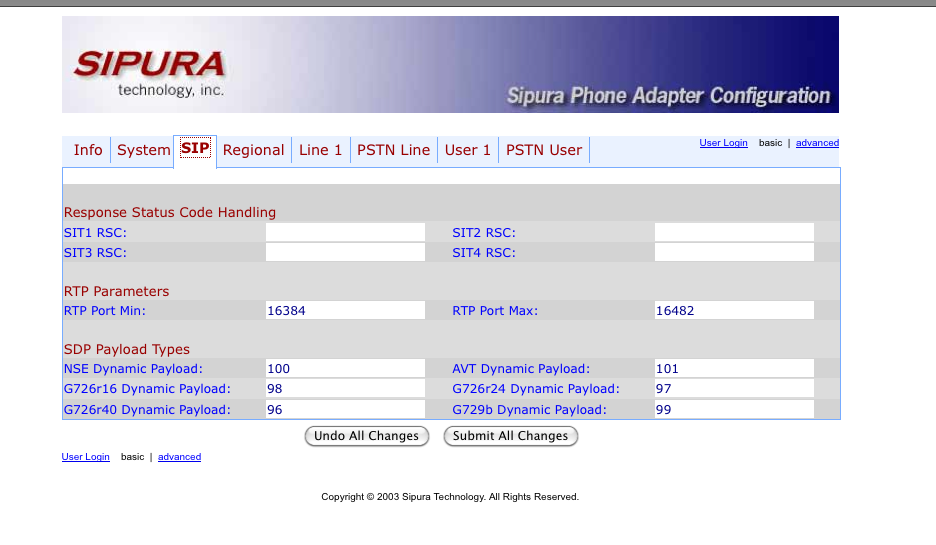 SIPURA
technology, inc.
Sipura Phone Adapter Configuration
Info System SIP Regional Line 1 PSTN Line User 1 PSTN User User Login basic | advanced
Response Status Code Handling
SIT1 RSC: SIT2 RSC:
SIT3 RSC: SIT4 RSC:
RTP Parameters
RTP Port Min: 16384 RTP Port Max: 16482
SDP Payload Types
NSE Dynamic Payload: 100 AVT Dynamic Payload: 101
G726r16 Dynamic Payload: 98 G726r24 Dynamic Payload: 97
G726r40 Dynamic Payload: 96 G729b Dynamic Payload: 99
Undo All Changes Submit All Changes
User Login basic | advanced
Copyright © 2003 Sipura Technology. All Rights Reserved.